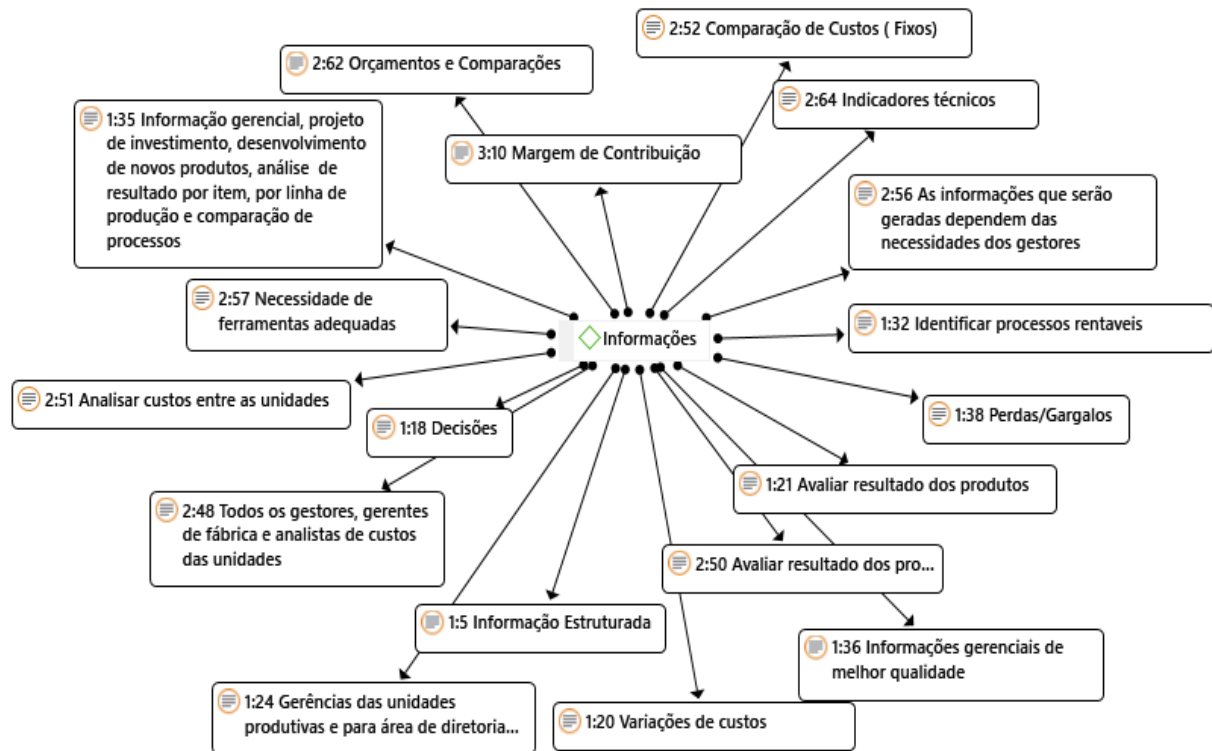 2:52 Comparação de Custos ( Fixos)
2:62 Orçamentos e Comparações
2:64 Indicadores técnicos
1:35 Informação gerencial, projeto
de investimento, desenvolvimento
de novos produtos, análise de
resultado por item, por linha de
produção e comparação de
processos
3:10 Margem de Contribuição
2:56 As informações que serão
geradas dependem das
necessidades dos gestores
2:57 Necessidade de
ferramentas adequadas
1:32 Identificar processos rentaveis
Informações
2:51 Analisar custos entre as unidades
1:18 Decisões
1:38 Perdas/Gargalos
1:21 Avaliar resultado dos produtos
2:48 Todos os gestores, gerentes
de fábrica e analistas de custos
das unidades
2:50 Avaliar resultado dos pro...
1:5 Informação Estruturada
1:36 Informações gerenciais de
melhor qualidade
1:24 Gerências das unidades
produtivas e para área de diretoria...
1:20 Variações de custos